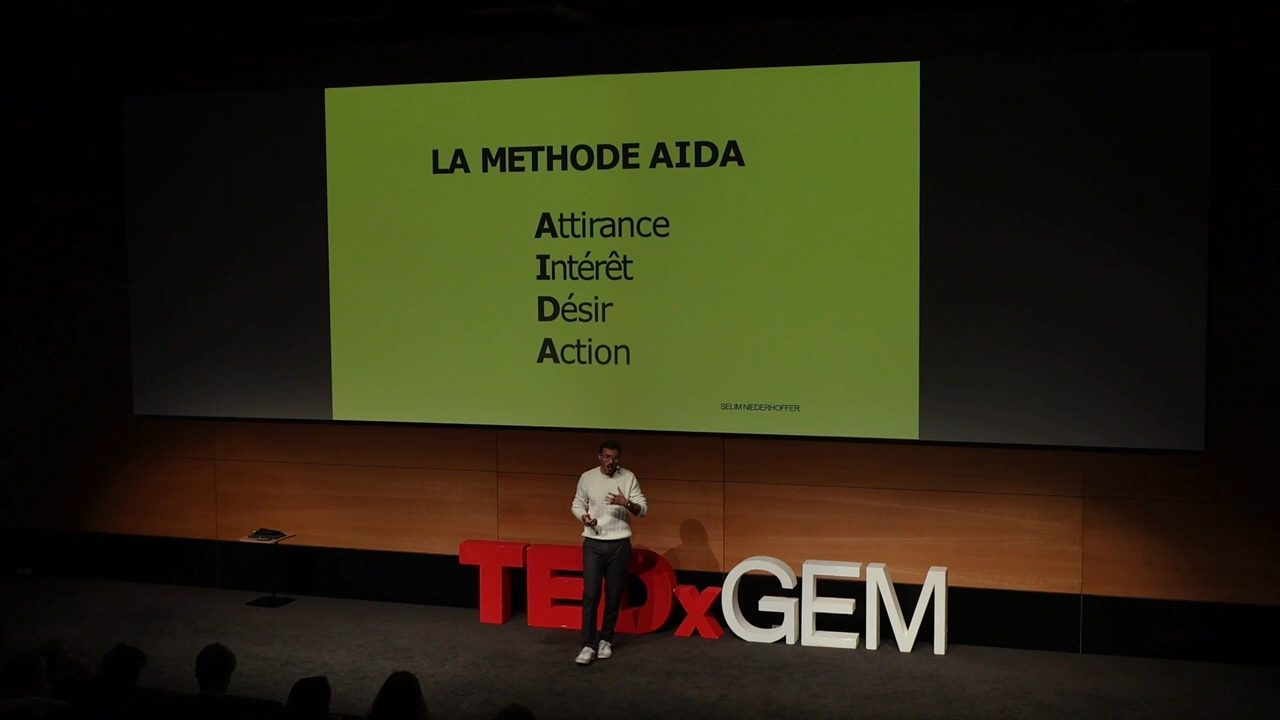 LA METHODE AIDA
Attirance
Intérêt
Désir
Action
SELIM NIEDERHOFFER
TEDxGEM